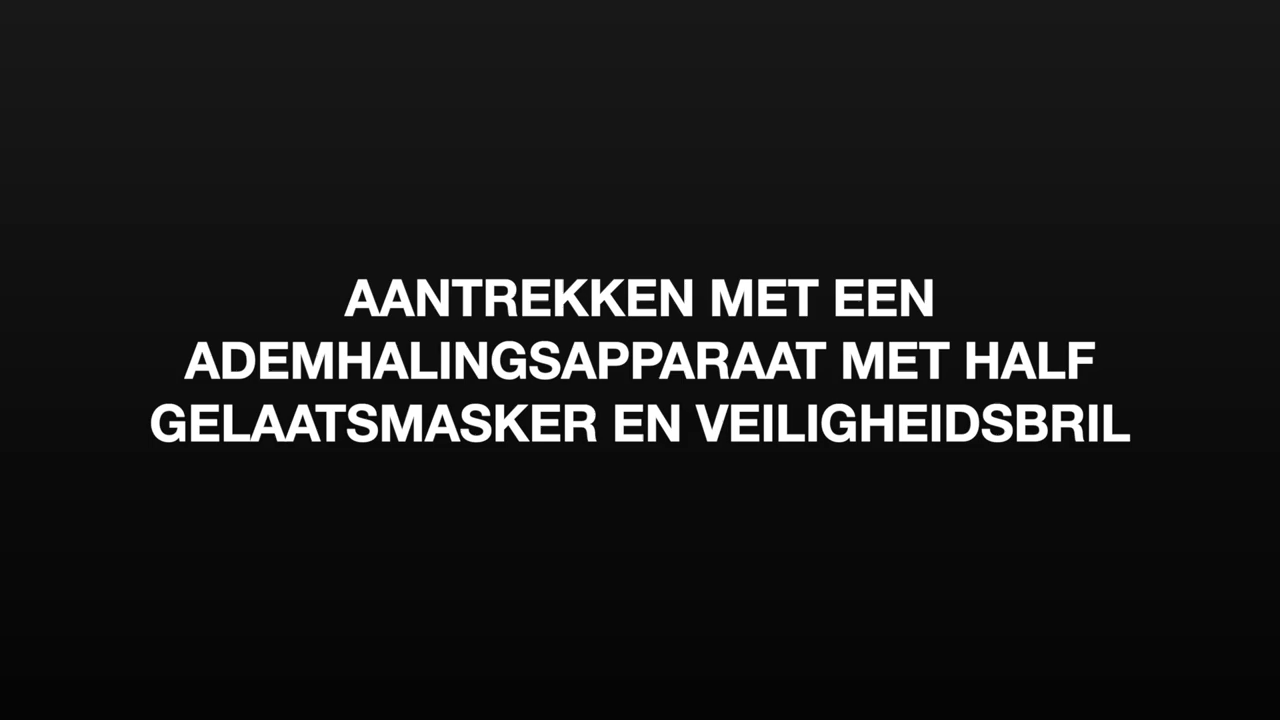 AANTREKKEN MET EEN
ADEMHALINGSAPPARAAT MET HALF
GELAATSMASKER EN VEILIGHEIDSBRIL